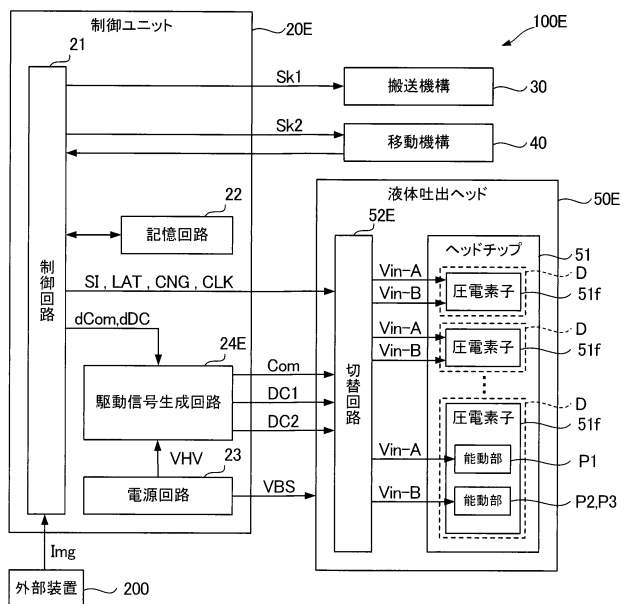 制御ユニット
20E
100E
21
Sk1
搬送機構
30
Sk2
移動機構
40
液体吐出ヘッド
50E
52E
22
記憶回路
ヘッドチップ
51
制御回路
SI , LAT , CNG , CLK
Vin-A
D
Vin-B
圧電素子
51f
dCom,dDC
Vin-A
D
Vin-B
圧電素子
51f
24E
Com
切替回路
駆動信号生成回路
DC1
D
DC2
圧電素子
51f
VHV
23
Vin-A
能動部
P1
電源回路
VBS
Vin-B
能動部
P2,P3
Img
外部装置
200